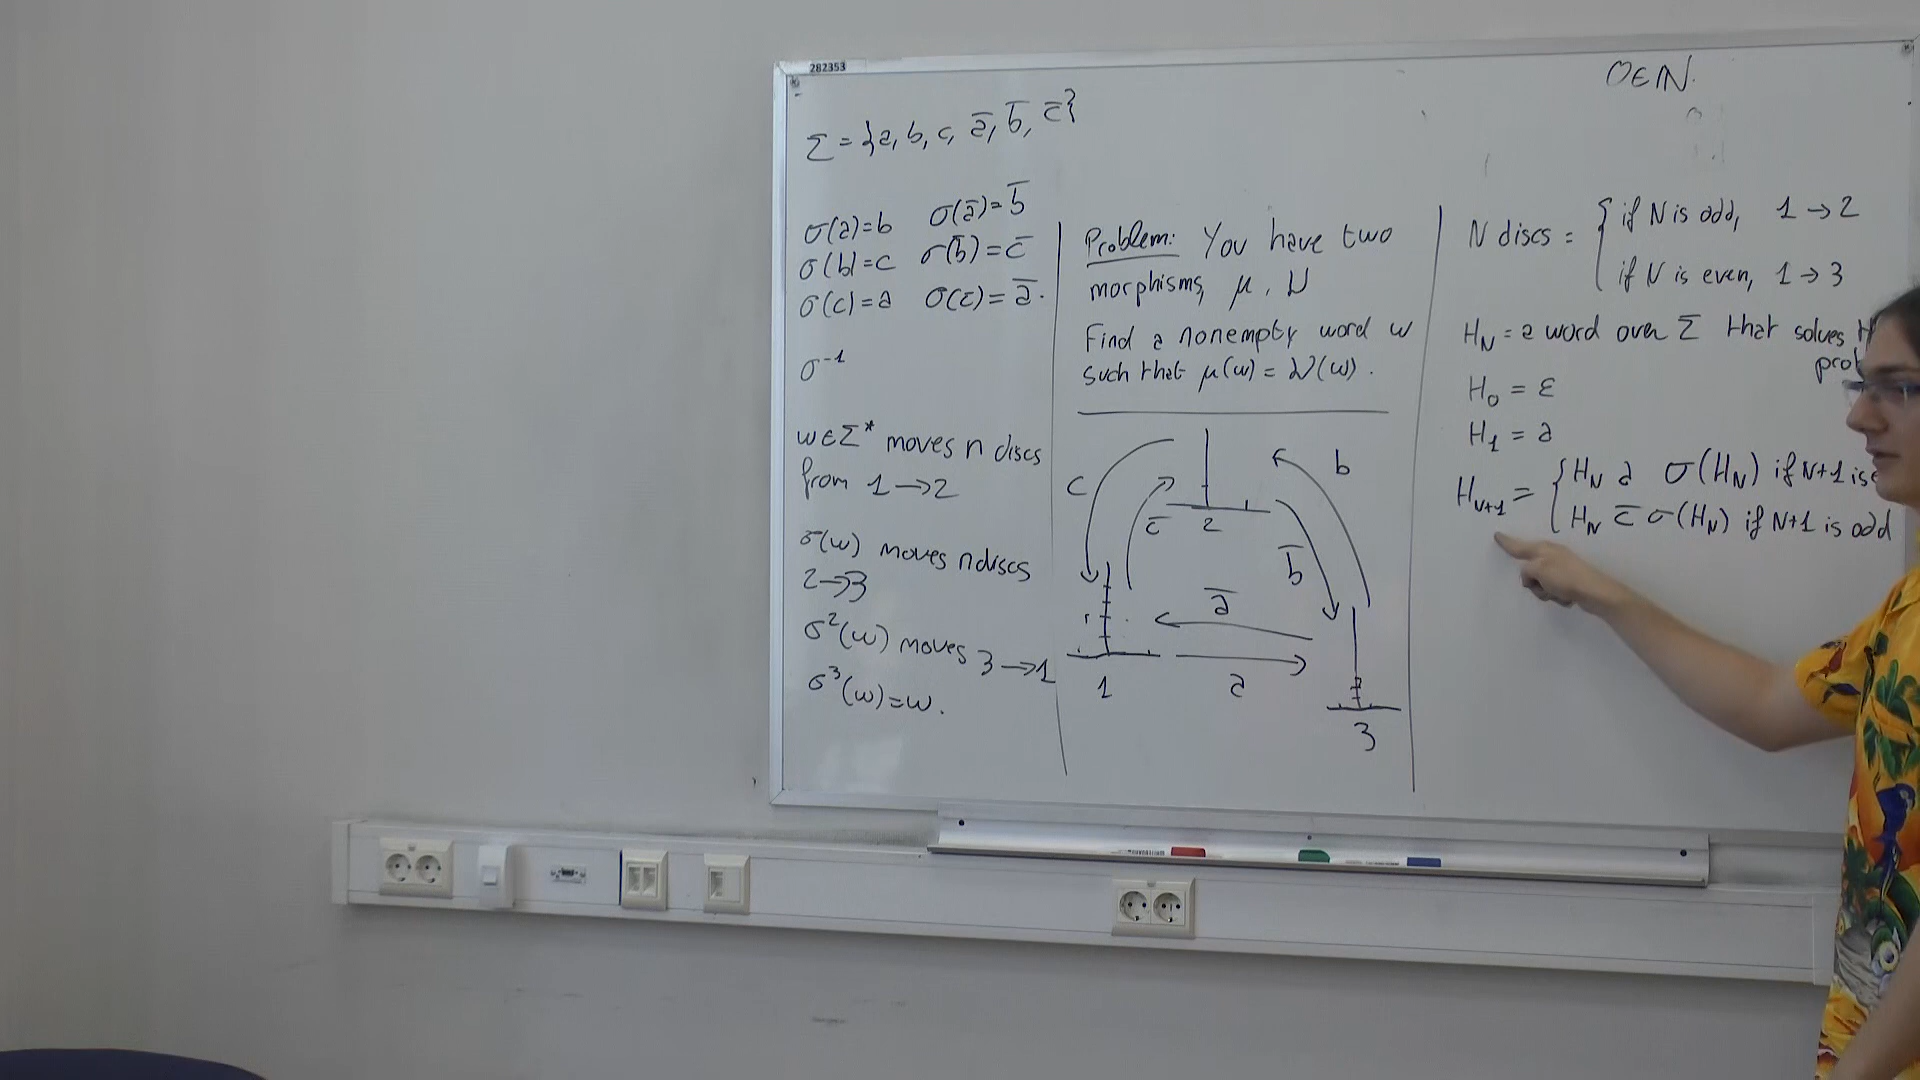 282353
0∈ℕ.
Σ = {a, b, c, a̅, b̅, c̅}
σ(a)=b σ(a̅)=b̅
σ(b)=c σ(b̅)=c̅
σ(c)=a σ(c̅)=a̅.
σ⁻¹
w∈Σ* moves n discs
from 1→2
σ(w) moves n discs
2→3
σ²(w) moves 3→1
σ³(w)=w.
Problem: You have two
morphisms, μ, ν
Find a nonempty word w
such that μ(w) = ν(w).
c
b
c̅
2
b̅
a̅
1
a
3
N discs = { if N is odd, 1→2
if N is even, 1→3
H_N = a word over Σ that solves
H_0 = ε
H_1 = a
H_{N+1} = { H_N a σ(H_N) if N+1 is
H_N c̅ σ(H_N) if N+1 is odd